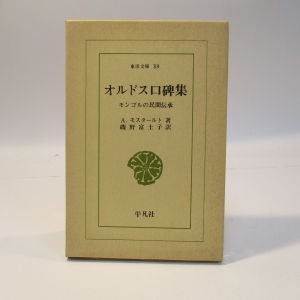 東洋文庫 59
オルドス口碑集
モンゴルの民間伝承
A. モスタールト 著
磯野富士子 訳
平凡社